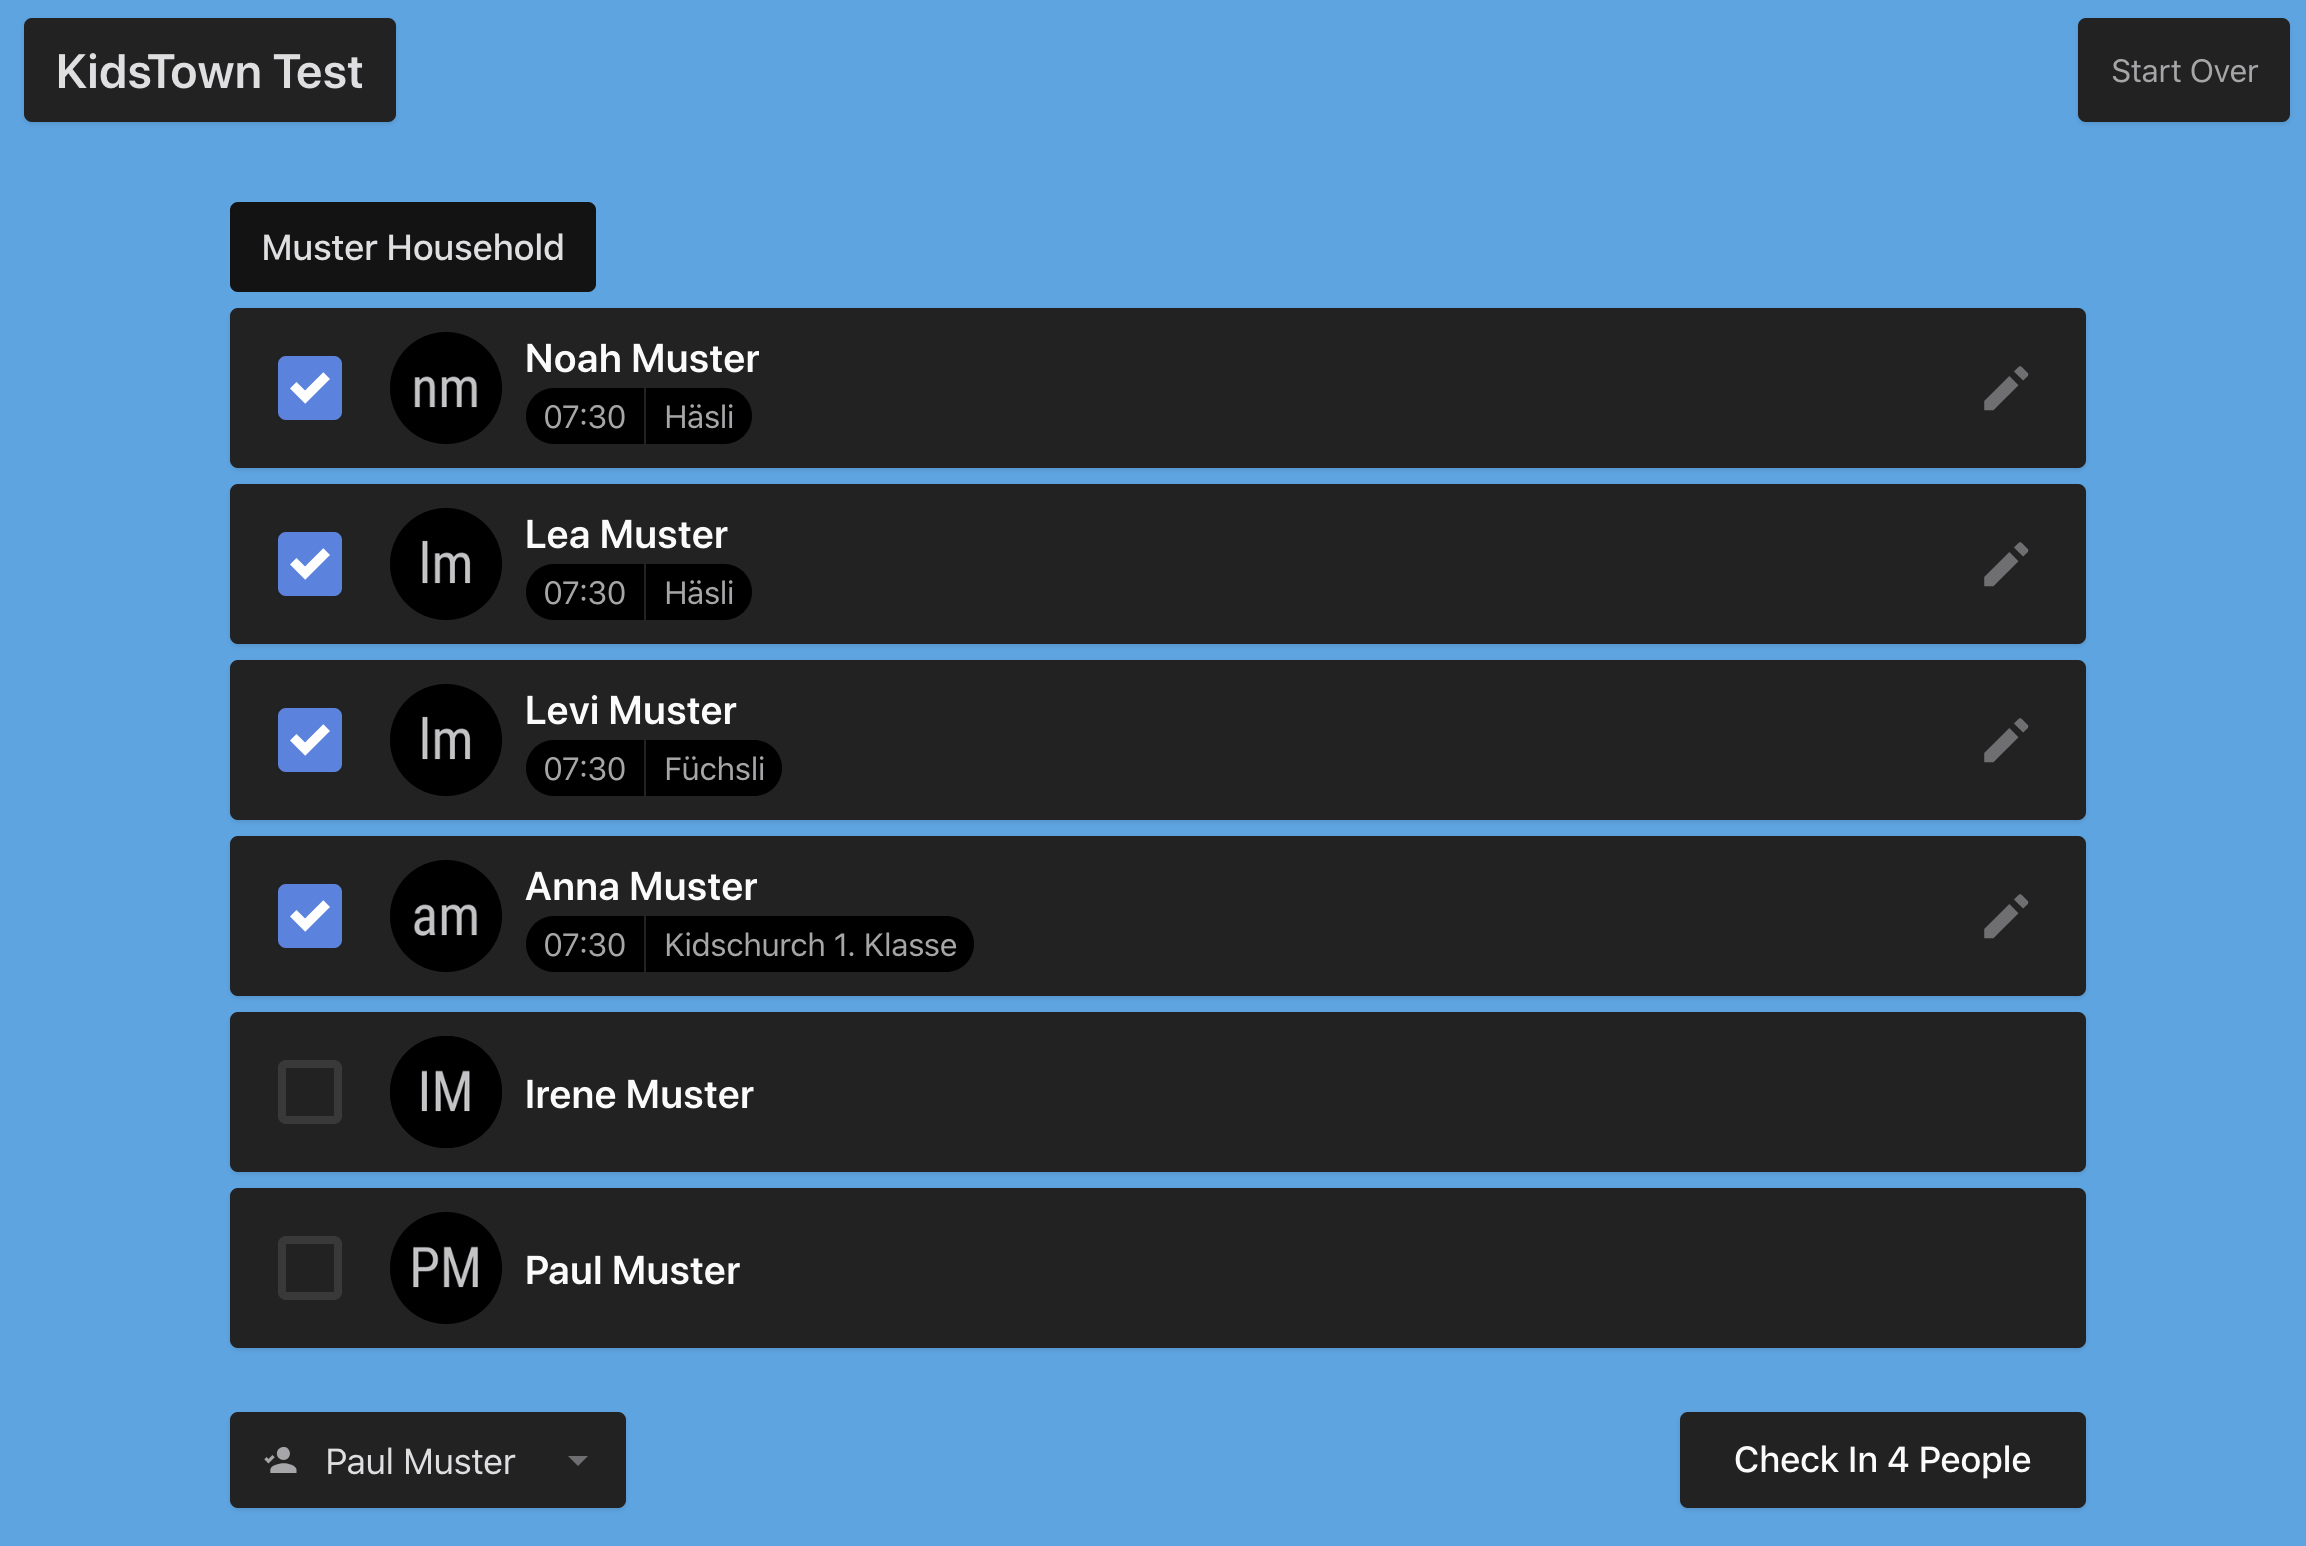 KidsTown Test
Start Over
Muster Household
nm
Noah Muster
07:30 Häsli
lm
Lea Muster
07:30 Häsli
lm
Levi Muster
07:30 Füchsli
am
Anna Muster
07:30 Kidschurch 1. Klasse
IM
Irene Muster
PM
Paul Muster
Paul Muster
Check In 4 People